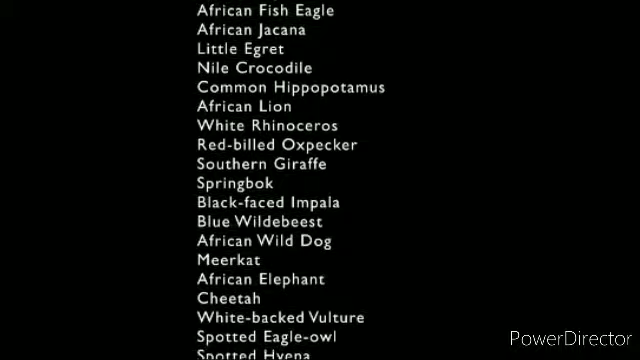 African Fish Eagle
African Jacana
Little Egret
Nile Crocodile
Common Hippopotamus
African Lion
White Rhinoceros
Red-billed Oxpecker
Southern Giraffe
Springbok
Black-faced Impala
Blue Wildebeest
African Wild Dog
Meerkat
African Elephant
Cheetah
White-backed Vulture
Spotted Eagle-owl
Spotted Hyena
PowerDirector